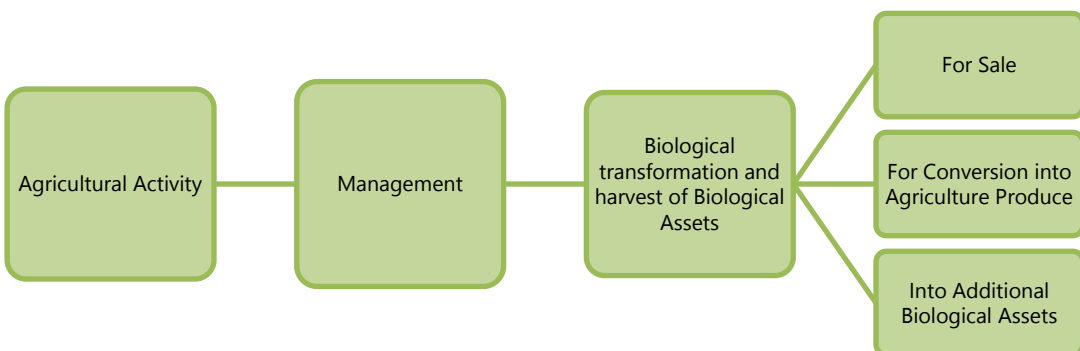 Agricultural Activity
Management
Biological
transformation and
harvest of Biological
Assets
For Sale
For Conversion into
Agriculture Produce
Into Additional
Biological Assets